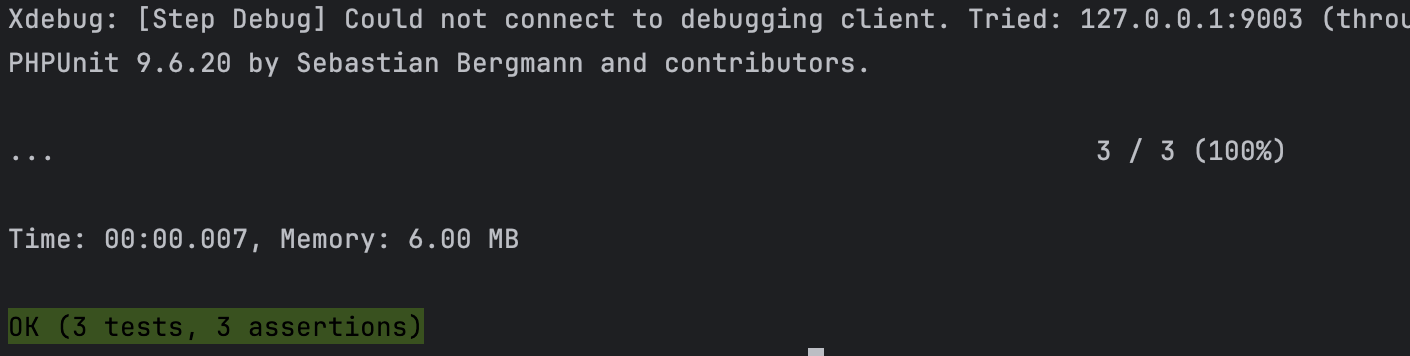 Xdebug: [Step Debug] Could not connect to debugging client. Tried: 127.0.0.1:9003 (throu
PHPUnit 9.6.20 by Sebastian Bergmann and contributors.
... 3 / 3 (100%)
Time: 00:00.007, Memory: 6.00 MB
OK (3 tests, 3 assertions)